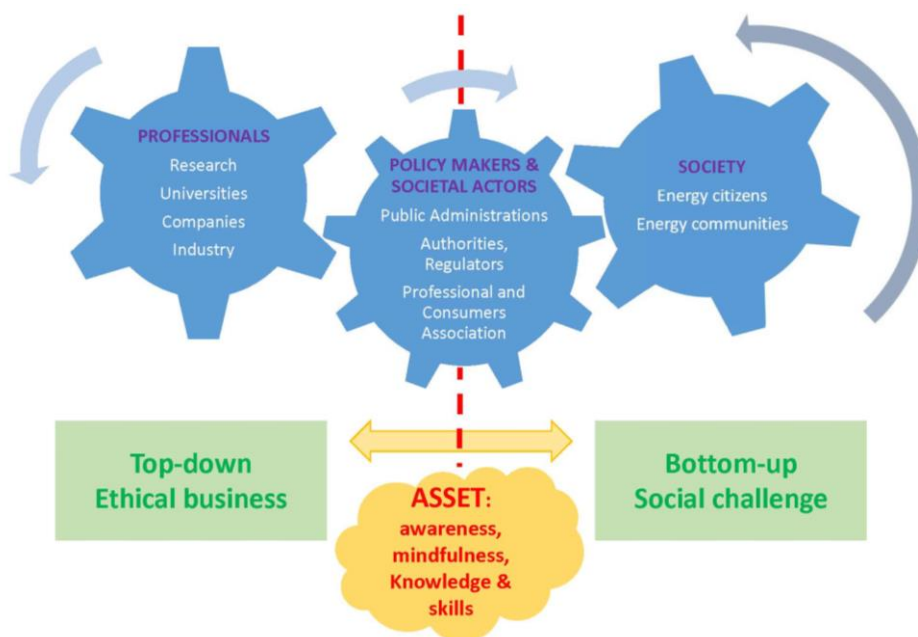 PROFESSIONALS
Research
Universities
Companies
Industry
POLICY MAKERS &
SOCIETAL ACTORS
Public Administrations
Authorities,
Regulators
Professional and
Consumers
Association
SOCIETY
Energy citizens
Energy communities
Top-down
Ethical business
ASSET:
awareness,
mindfulness,
Knowledge &
skills
Bottom-up
Social challenge